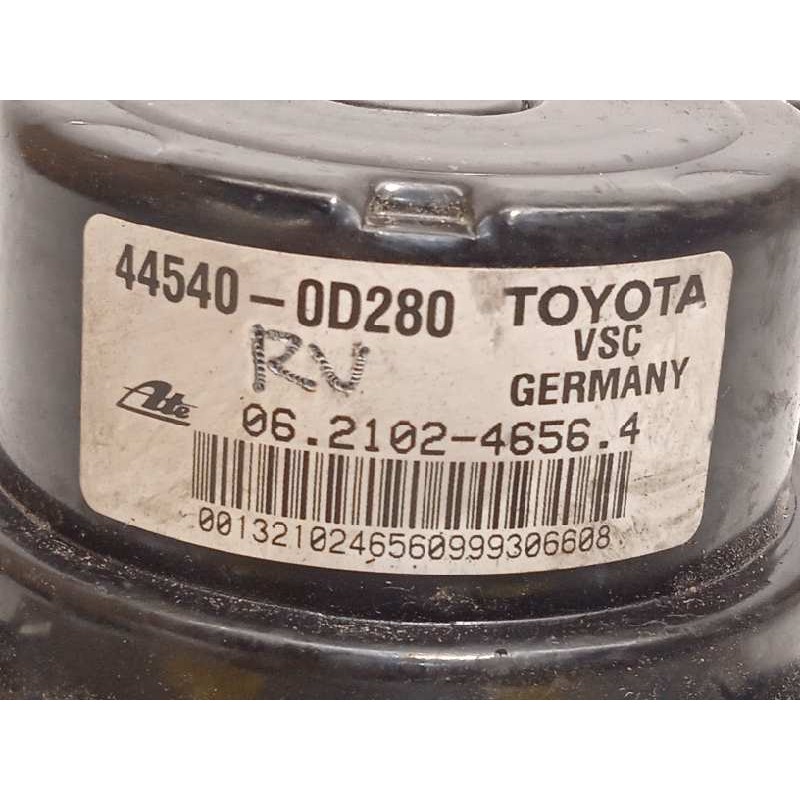 44540-0D280 TOYOTA
RV VSC
Ate GERMANY
06.2102-4656.4
0013210246560999306608